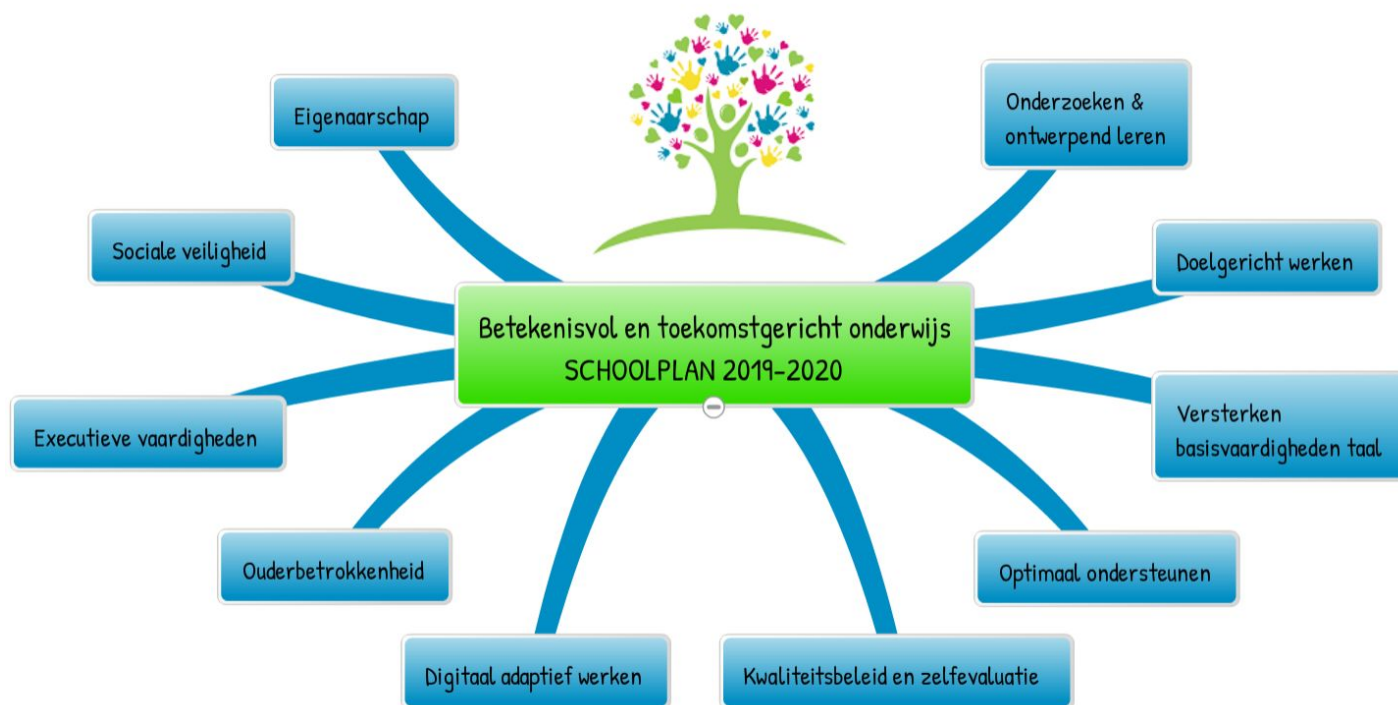 Eigenaarschap
Onderzoeken &
ontwerpend leren
Sociale veiligheid
Doelgericht werken
Betekenisvol en toekomstgericht onderwijs
SCHOOLPLAN 2019-2020
Executieve vaardigheden
Versterken
basisvaardigheden taal
Ouderbetrokkenheid
Optimaal ondersteunen
Digitaal adaptief werken
Kwaliteitsbeleid en zelfevaluatie